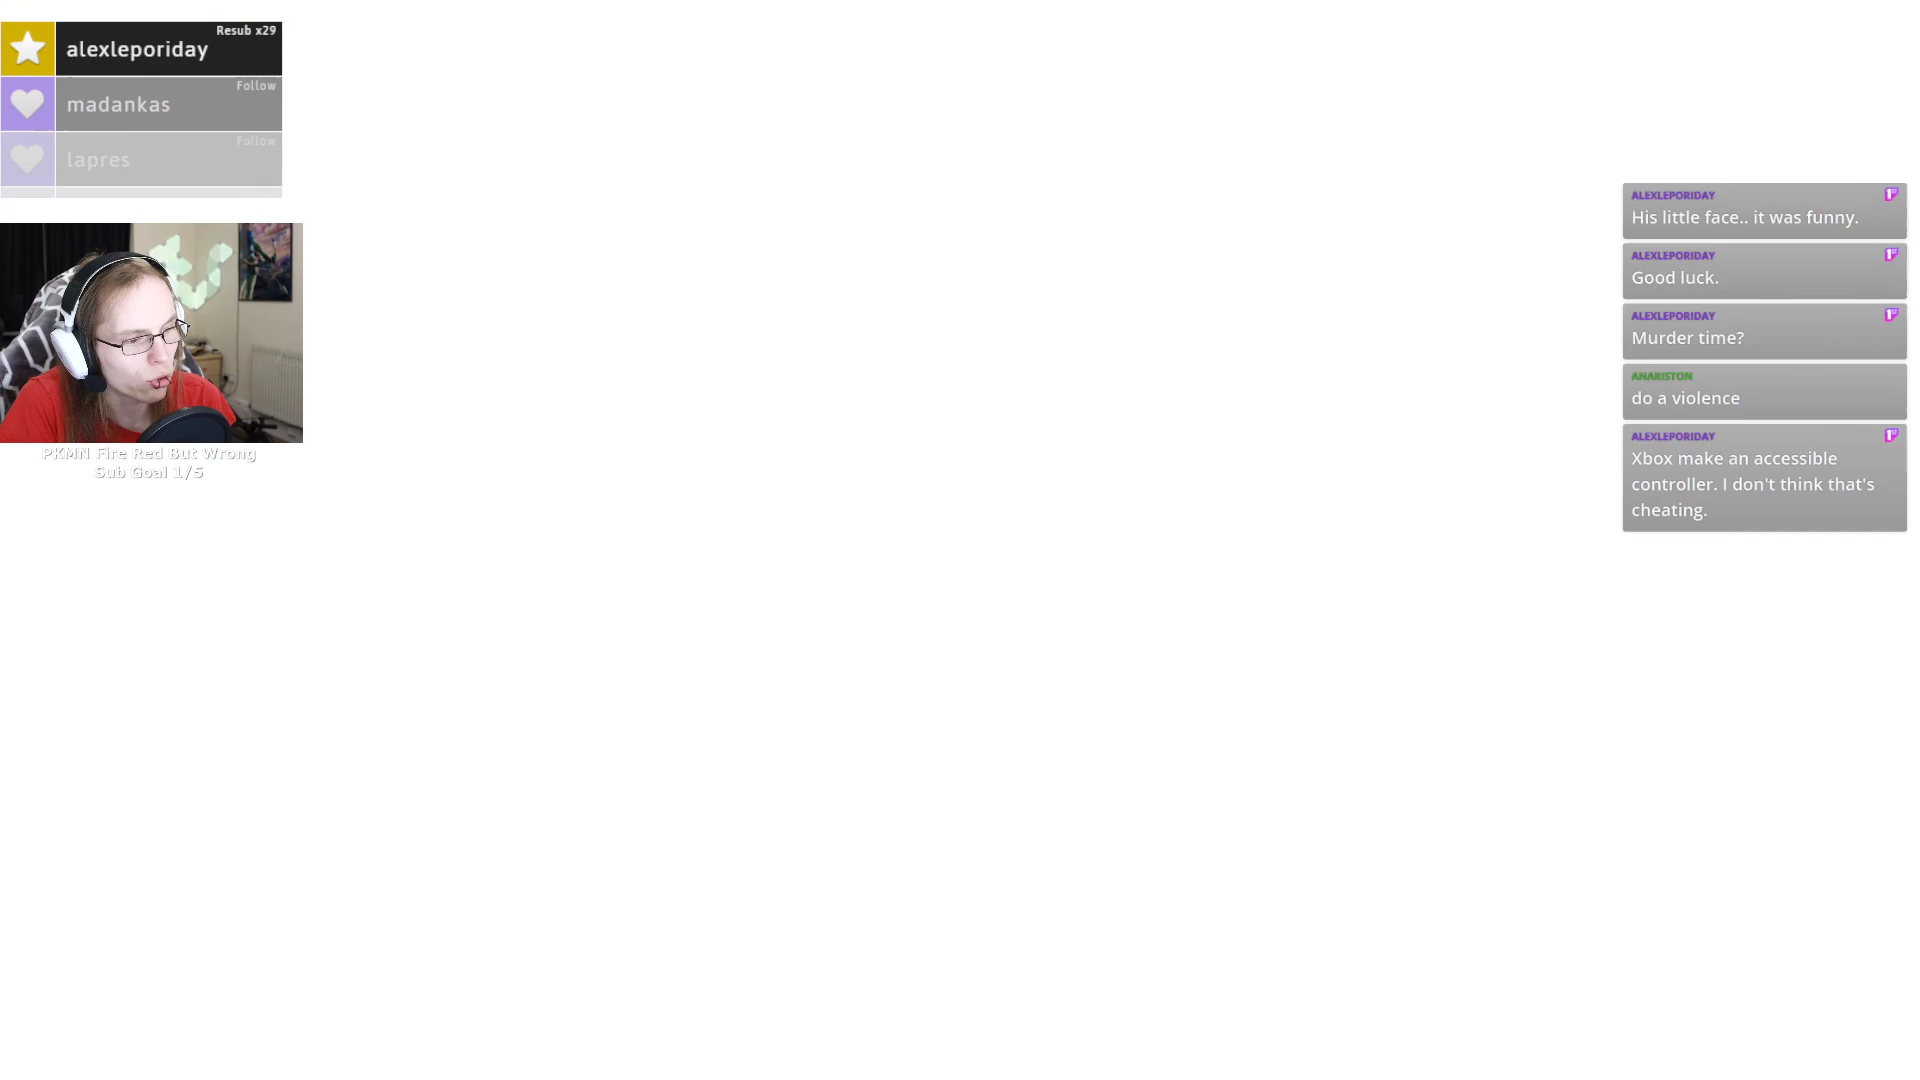 Resub x29
alexleporiday
Follow
madankas
Follow
lapres
PKMN Fire Red But Wrong
Sub Goal 1/5
ALEXLEPORIDAY
His little face.. it was funny.
ALEXLEPORIDAY
Good luck.
ALEXLEPORIDAY
Murder time?
ANARISTON
do a violence
ALEXLEPORIDAY
Xbox make an accessible
controller. I don't think that's
cheating.